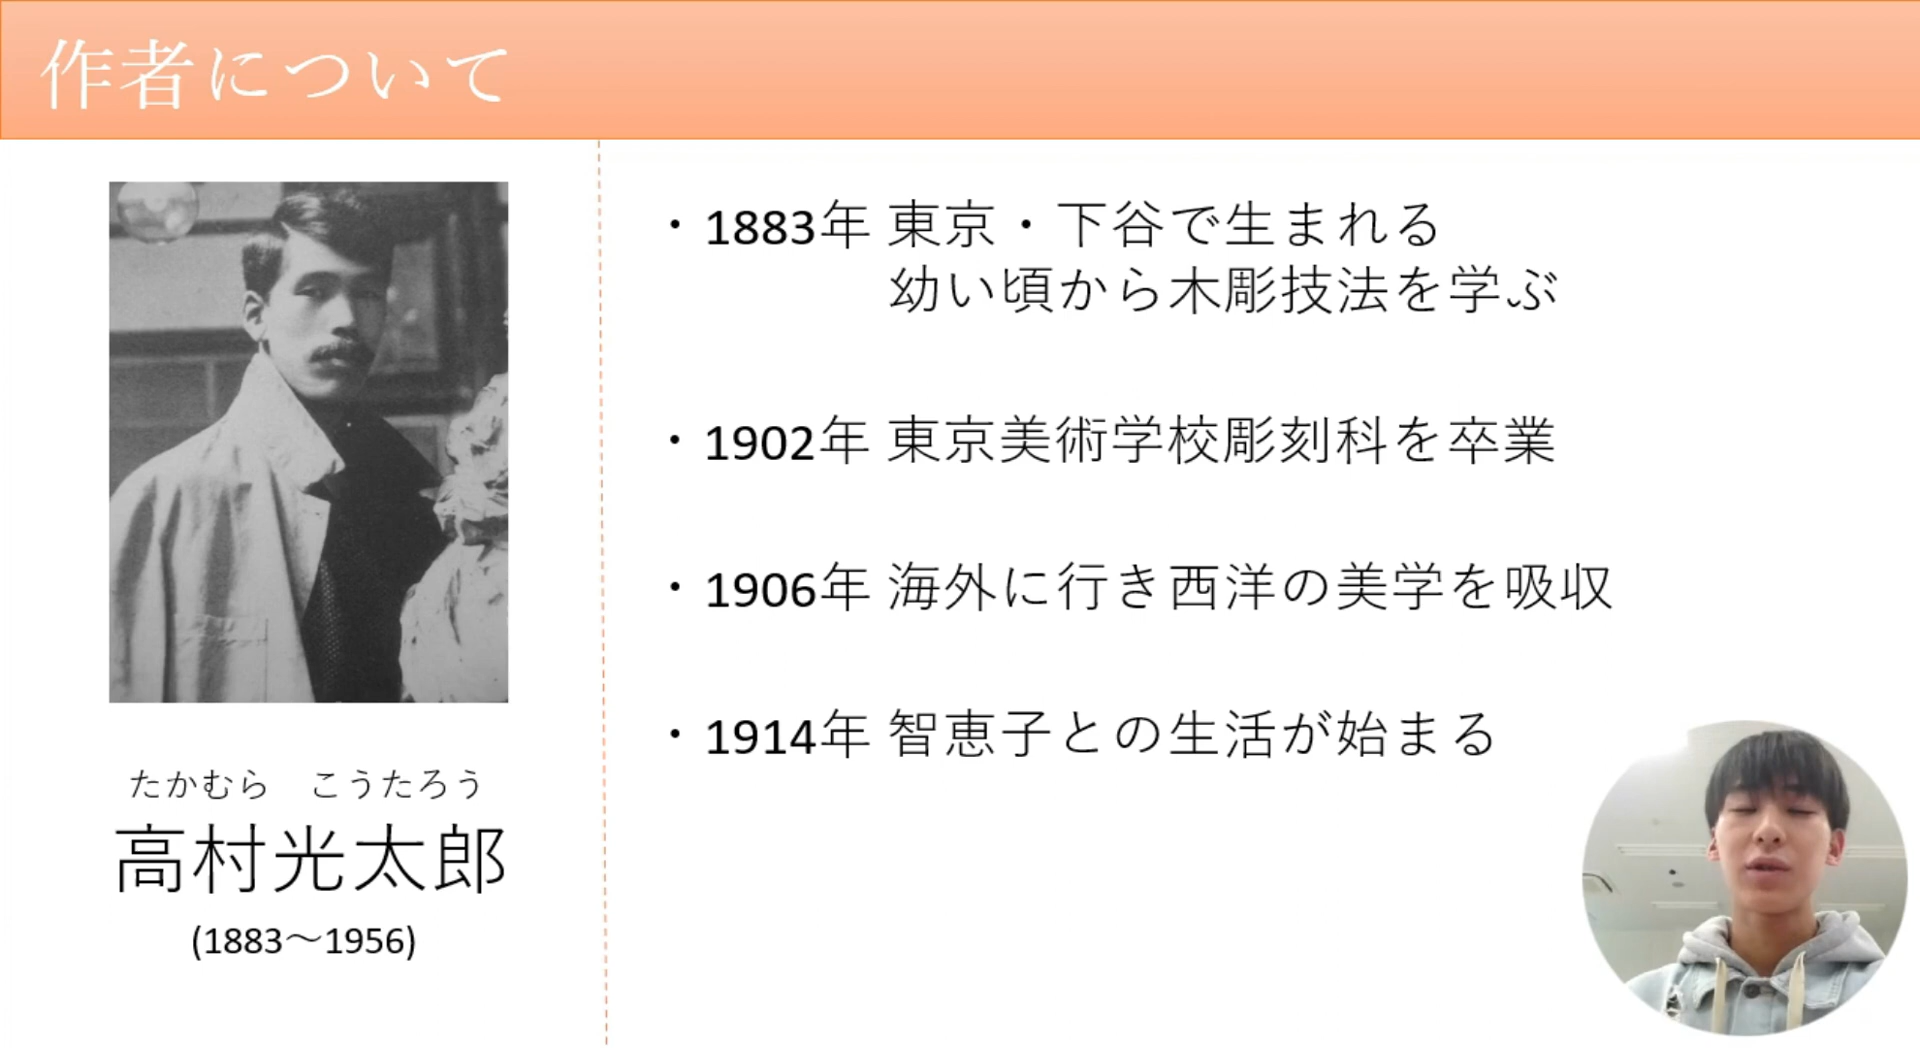 作者について
たかむら　こうたろう
高村光太郎
(1883～1956)
・1883年 東京・下谷で生まれる
幼い頃から木彫技法を学ぶ
・1902年 東京美術学校彫刻科を卒業
・1906年 海外に行き西洋の美学を吸収
・1914年 智恵子との生活が始まる